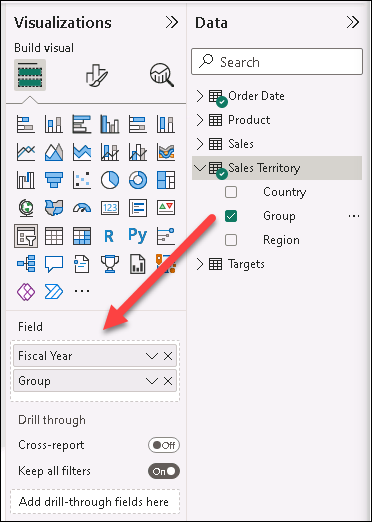 Visualizations
Build visual
123
R
Py
Field
Fiscal Year
Group
Drill through
Cross-report
Off
Keep all filters
On
Add drill-through fields here
Data
Search
Order Date
Product
Sales
Sales Territory
Country
Group
Region
Targets